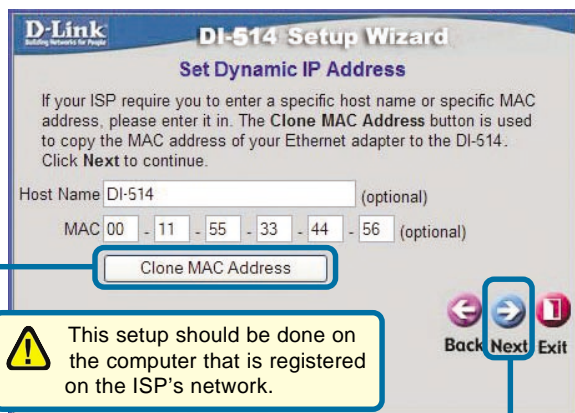 D-Link
Building Networks for People
DI-514 Setup Wizard
Set Dynamic IP Address
If your ISP require you to enter a specific host name or specific MAC
address, please enter it in. The Clone MAC Address button is used
to copy the MAC address of your Ethernet adapter to the DI-514.
Click Next to continue.
Host Name DI-514 (optional)
MAC 00 - 11 - 55 - 33 - 44 - 56 (optional)
Clone MAC Address
This setup should be done on
the computer that is registered
on the ISP's network.
Back Next Exit